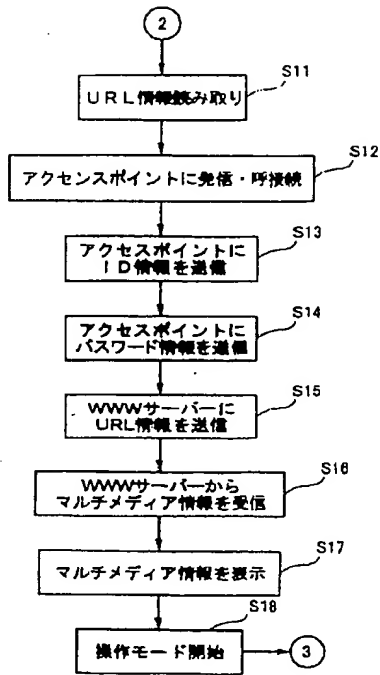 2
S11
URL情報読み取り
S12
アクセンスポイントに発信・呼接続
S13
アクセスポイントに
ID情報を送信
S14
アクセスポイントに
パスワード情報を送信
S15
WWWサーバーに
URL情報を送信
S16
WWWサーバーから
マルチメディア情報を受信
S17
マルチメディア情報を表示
S18
操作モード開始
3